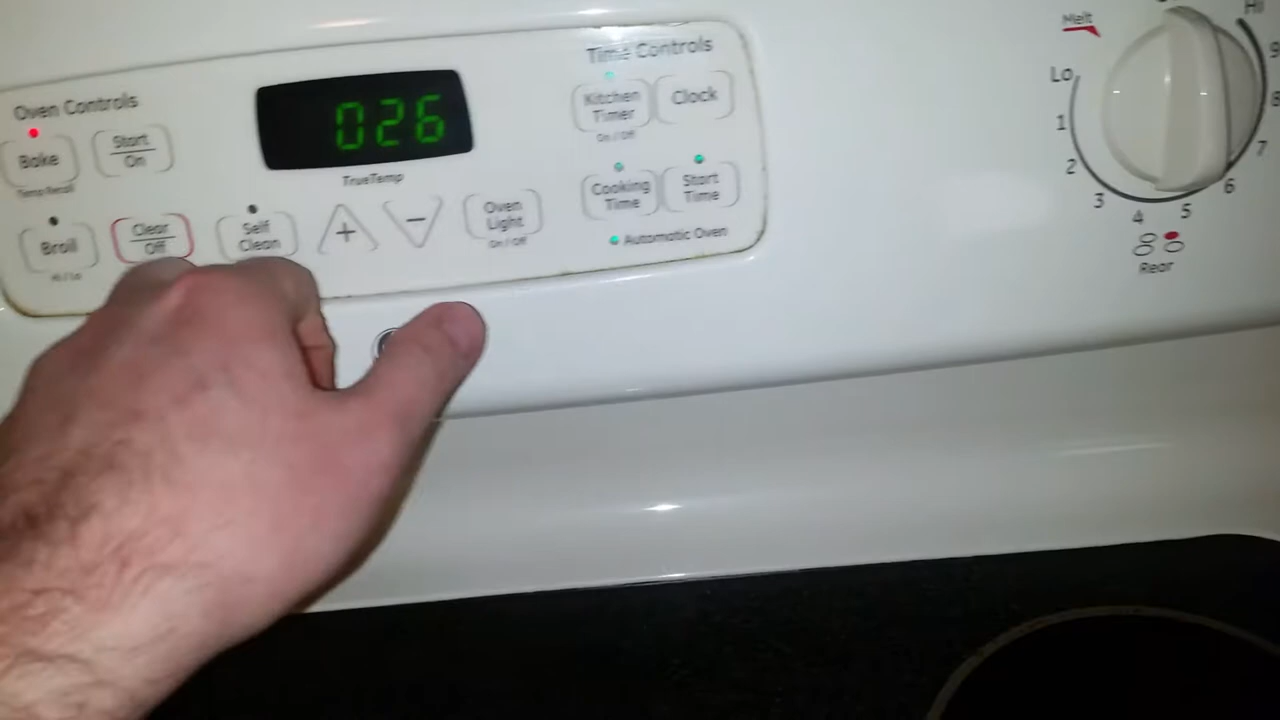 Oven Controls
Bake
Temp Recall
Start
On
Broil
Hi / Lo
Clear
Off
Self
Clean
026
TrueTemp
+
−
Oven
Light
On / Off
Time Controls
Kitchen
Timer
On / Off
Clock
Cooking
Time
Start
Time
Automatic Oven
Melt
Lo
1
2
3
4
5
6
7
8
9
Hi
Rear